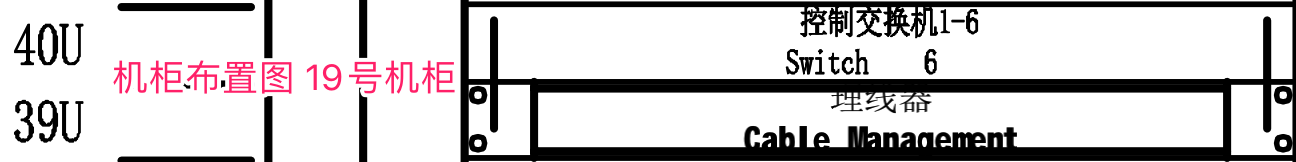 40U
控制交换机1-6
Switch 6
机柜布置图 19号机柜
39U
理线器
Cable Management